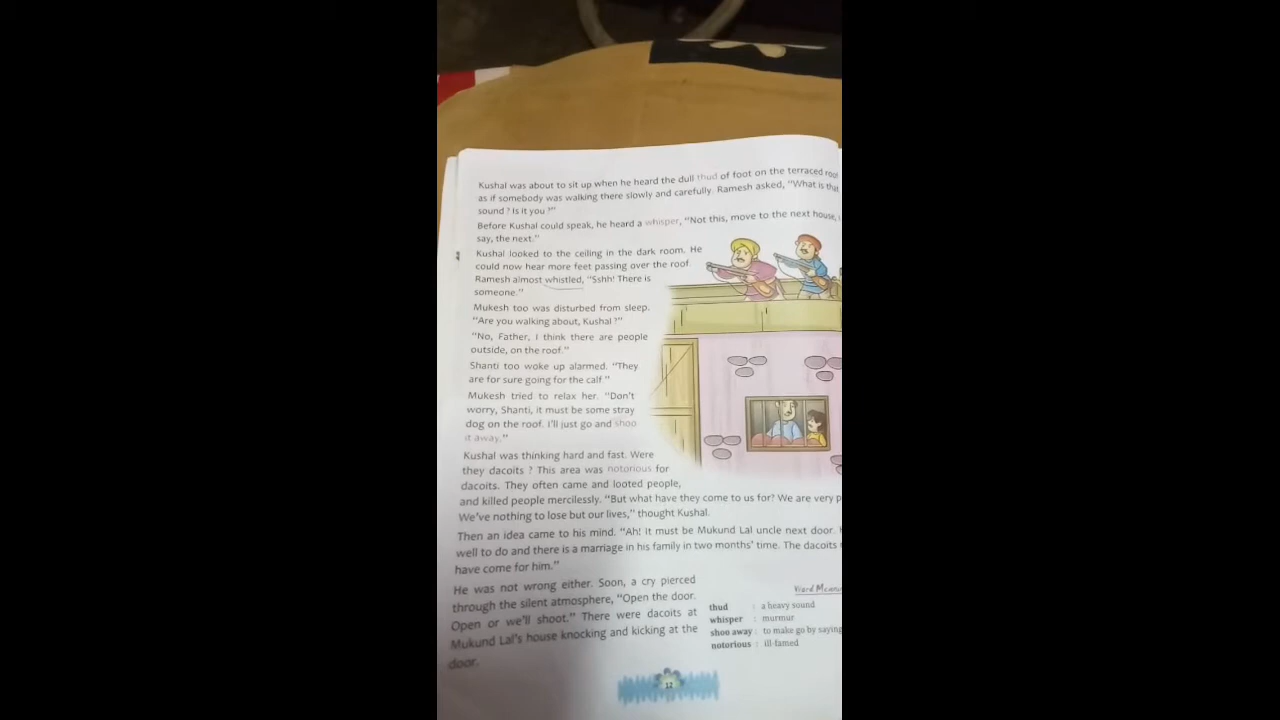 Kushal was about to sit up when he heard the dull thud of foot on the terraced roof
as if somebody was walking there slowly and carefully. Ramesh asked, "What is that
sound ? Is it you ?"
Before Kushal could speak, he heard a whisper, "Not this, move to the next house,
say, the next."
Kushal looked to the ceiling in the dark room. He
could now hear more feet passing over the roof.
Ramesh almost whistled, "Sshh! There is
someone."
Mukesh too was disturbed from sleep.
"Are you walking about, Kushal ?"
"No, Father, I think there are people
outside, on the roof."
Shanti too woke up alarmed. "They
are for sure going for the calf."
Mukesh tried to relax her. "Don't
worry, Shanti, it must be some stray
dog on the roof. I'll just go and shoo
it away."
Kushal was thinking hard and fast. Were
they dacoits ? This area was notorious for
dacoits. They often came and looted people,
and killed people mercilessly. "But what have they come to us for? We are very
We've nothing to lose but our lives," thought Kushal.
Then an idea came to his mind. "Ah! It must be Mukund Lal uncle next door.
well to do and there is a marriage in his family in two months' time. The dacoits
have come for him."
He was not wrong either. Soon, a cry pierced
through the silent atmosphere, "Open the door.
Open or we'll shoot." There were dacoits at
Mukund Lal's house knocking and kicking at the
door.
Word
thud : a heavy sound
whisper : murmur
shoo away : to make go by saying
notorious : ill-famed
12